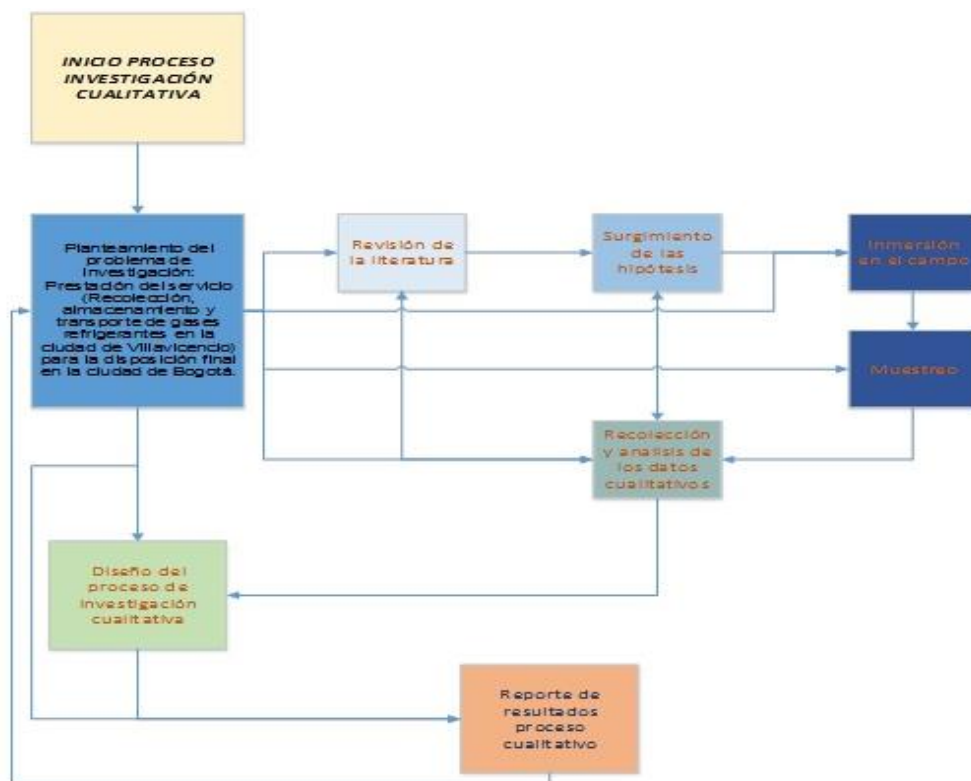 INICIO PROCESO
INVESTIGACIÓN
CUALITATIVA
Planteamiento del
problema de
Investigación:
Prestación del servicio
(Recolección,
almacenamiento y
transporte de gases
refrigerantes en la
ciudad de Villavicencio)
para la disposición final
en la ciudad de Bogotá.
Revisión de
la literatura
Surgimiento
de las
hipótesis
Inmersión
en el campo
Muestreo
Recolección
y análisis de
los datos
cualitativos
Diseño del
proceso de
investigación
cualitativa
Reporte de
resultados
proceso
cualitativo